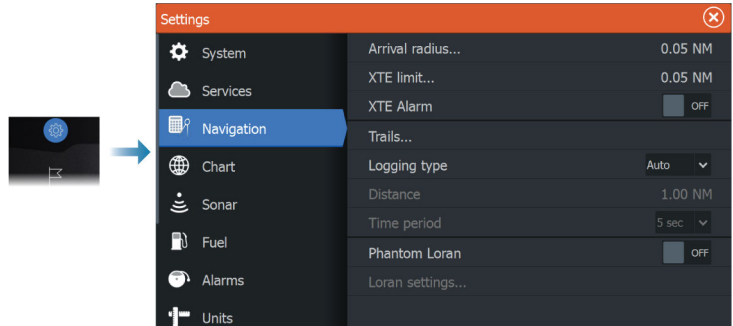 Settings
System
Services
Navigation
Chart
Sonar
Fuel
Alarms
Units
Arrival radius... 0.05 NM
XTE limit... 0.05 NM
XTE Alarm OFF
Trails...
Logging type Auto
Distance 1.00 NM
Time period 5 sec
Phantom Loran OFF
Loran settings...